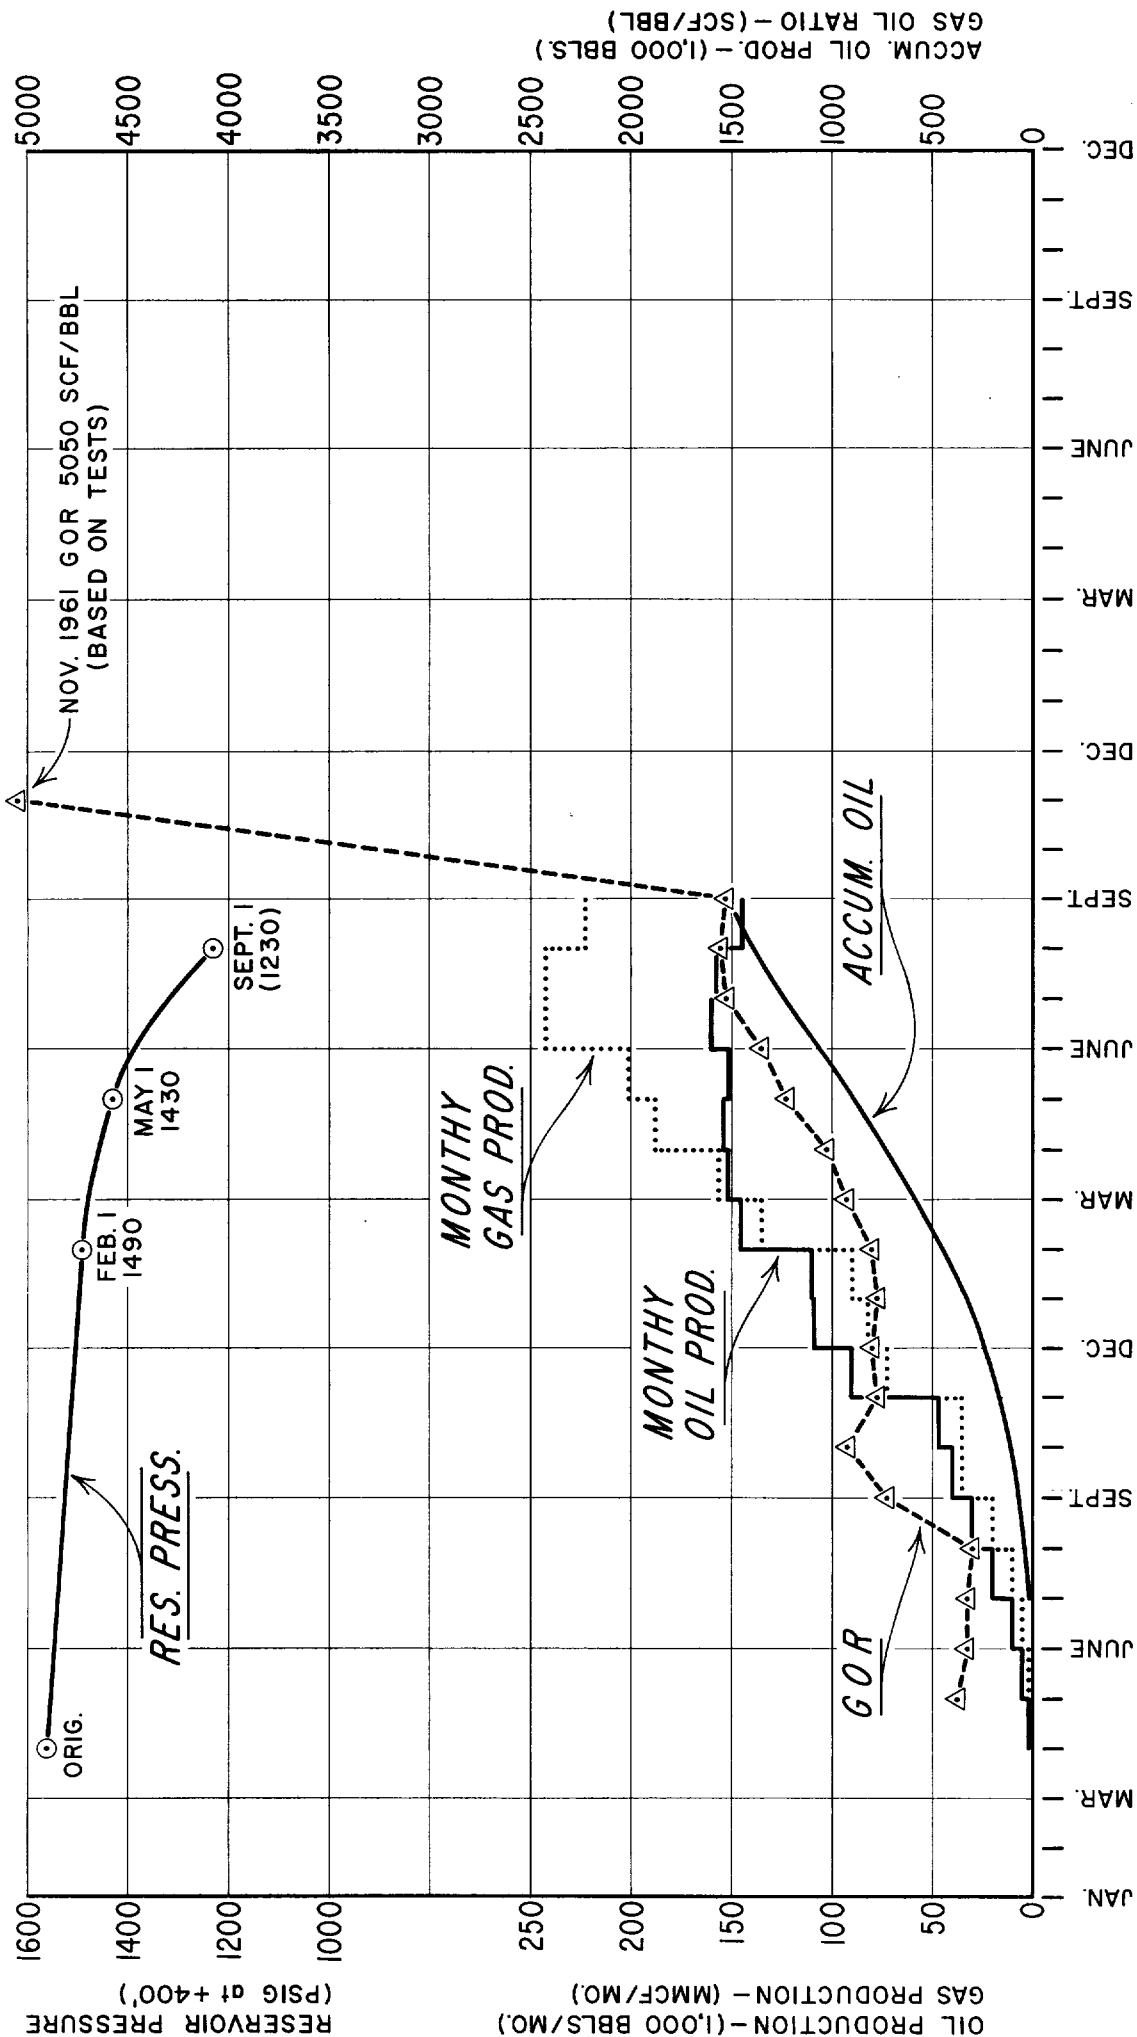 RESERVOIR PRESSURE
(PSIG at +400')
1600
1400
1200
1000
250
200
150
100
50
0
OIL PRODUCTION – (1,000 BBLS/MO.)
GAS PRODUCTION – (MMCF/MO.)
ORIG.
RES. PRESS.
FEB. 1
1490
MAY 1
1430
SEPT. 1
(1230)
NOV. 1961 GOR 5050 SCF/BBL
(BASED ON TESTS)
MONTHY
GAS PROD.
MONTHY
OIL PROD.
GOR
ACCUM. OIL
5000
4500
4000
3500
3000
2500
2000
1500
1000
500
0
ACCUM. OIL PROD. – (1,000 BBLS.)
GAS OIL RATIO – (SCF/BBL)
JAN.
MAR.
JUNE
SEPT.
DEC.
MAR.
JUNE
SEPT.
DEC.
MAR.
JUNE
SEPT.
DEC.